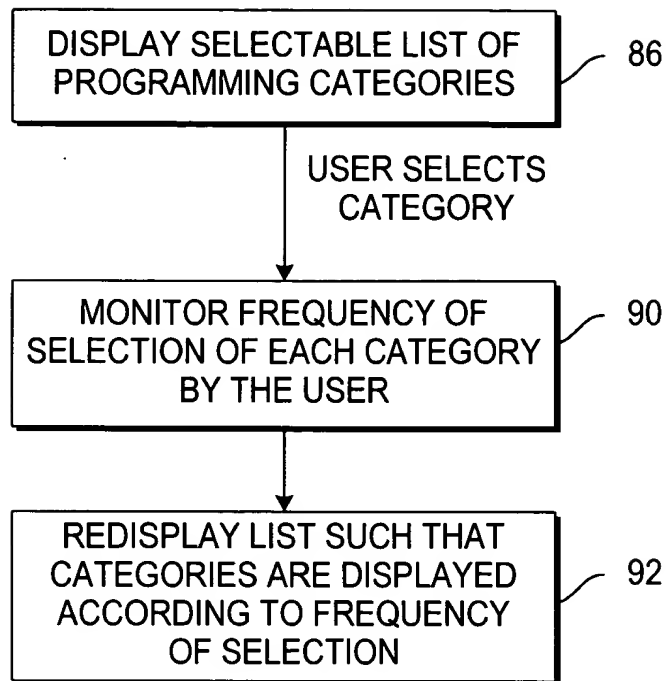 DISPLAY SELECTABLE LIST OF
PROGRAMMING CATEGORIES
86
USER SELECTS
CATEGORY
MONITOR FREQUENCY OF
SELECTION OF EACH CATEGORY
BY THE USER
90
REDISPLAY LIST SUCH THAT
CATEGORIES ARE DISPLAYED
ACCORDING TO FREQUENCY
OF SELECTION
92